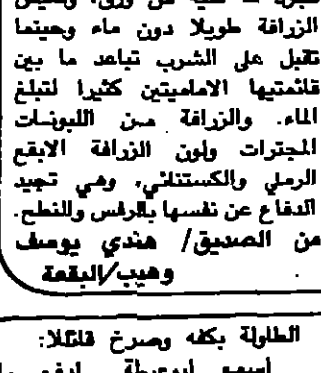 الزرافة طويلا دون ماء وحينما
تقبل على الشرب تباعد ما بين
قائمتيها الاماميتين كثيرا لتبلغ
الماء. والزرافة من اللبونات
المجترات ولون الزرافة الابقع
الرملي والكستنائي، وهي تجيد
الدفاع عن نفسها بالرفس والنطح.
من الصديق/ هندي يوسف
وهيب/البقعة
الطاولة بكفه وصرخ قائلا: